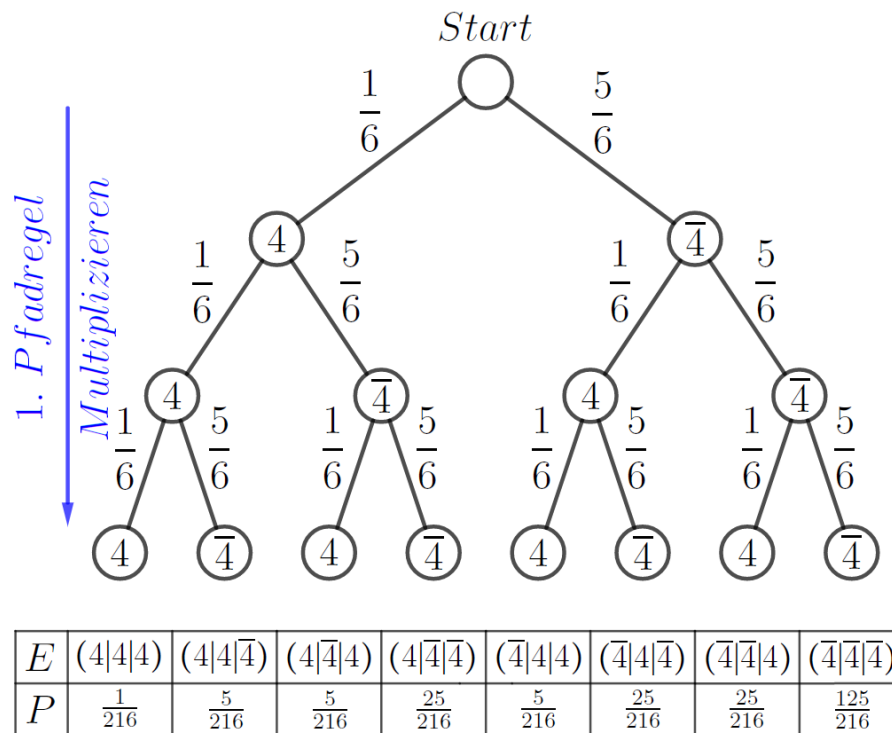 Start
1/6 5/6
4 4̅
1/6 5/6 1/6 5/6
4 4̅ 4 4̅
1/6 5/6 1/6 5/6 1/6 5/6 1/6 5/6
4 4̅ 4 4̅ 4 4̅ 4 4̅
1. Pfadregel
Multiplizieren
E (4|4|4) (4|4|4̅) (4|4̅|4) (4|4̅|4̅) (4̅|4|4) (4̅|4|4̅) (4̅|4̅|4) (4̅|4̅|4̅)
P 1/216 5/216 5/216 25/216 5/216 25/216 25/216 125/216